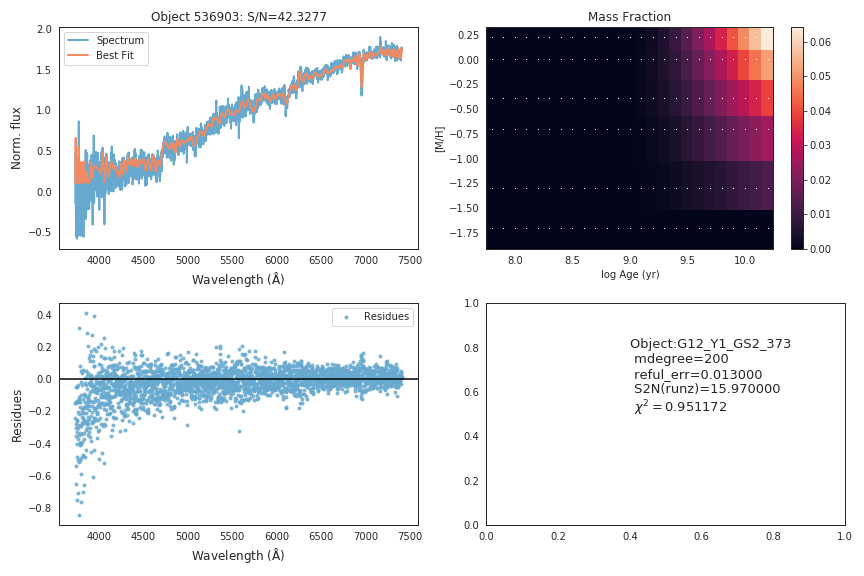 Object 536903: S/N=42.3277
Spectrum
Best Fit
Norm. flux
2.0
1.5
1.0
0.5
0.0
−0.5
4000 4500 5000 5500 6000 6500 7000 7500
Wavelength (Å)
Mass Fraction
[M/H]
0.25
0.00
−0.25
−0.50
−0.75
−1.00
−1.25
−1.50
−1.75
8.0 8.5 9.0 9.5 10.0
log Age (yr)
0.06
0.05
0.04
0.03
0.02
0.01
0.00
Residues
Residues
0.4
0.2
0.0
−0.2
−0.4
−0.6
−0.8
4000 4500 5000 5500 6000 6500 7000 7500
Wavelength (Å)
1.0
0.8
0.6
0.4
0.2
0.0
0.0 0.2 0.4 0.6 0.8 1.0
Object:G12_Y1_GS2_373
mdegree=200
reful_err=0.013000
S2N(runz)=15.970000
χ² = 0.951172